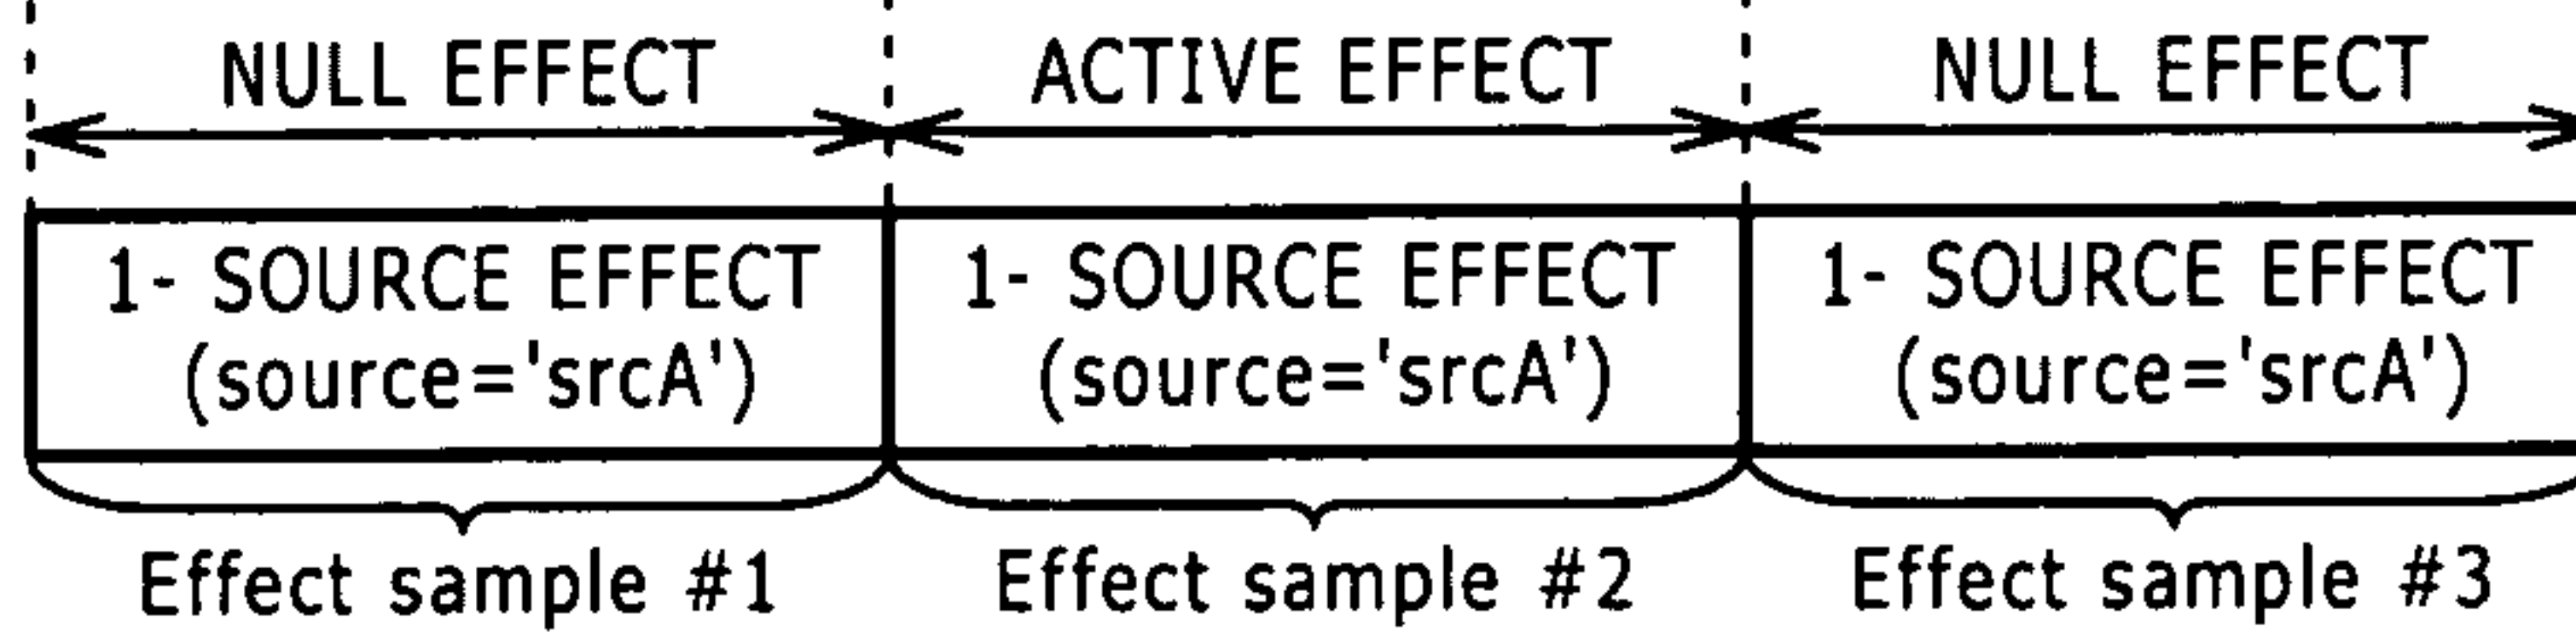 NULL EFFECT ACTIVE EFFECT NULL EFFECT
1- SOURCE EFFECT 1- SOURCE EFFECT 1- SOURCE EFFECT
(source='srcA') (source='srcA') (source='srcA')
Effect sample #1 Effect sample #2 Effect sample #3